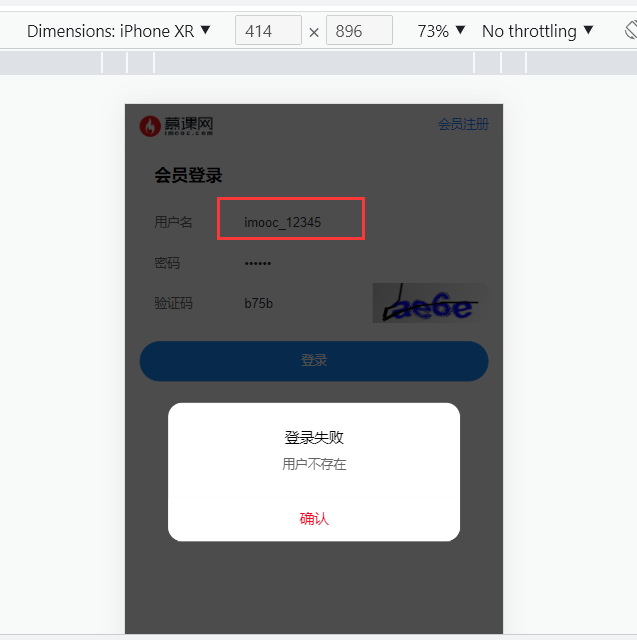 Dimensions: iPhone XR ▼ 414 × 896 73% ▼ No throttling ▼
慕课网 会员注册
imooc.com
会员登录
用户名 imooc_12345
密码 ••••••
验证码 b75b ae6e
登录
登录失败
用户不存在
确认